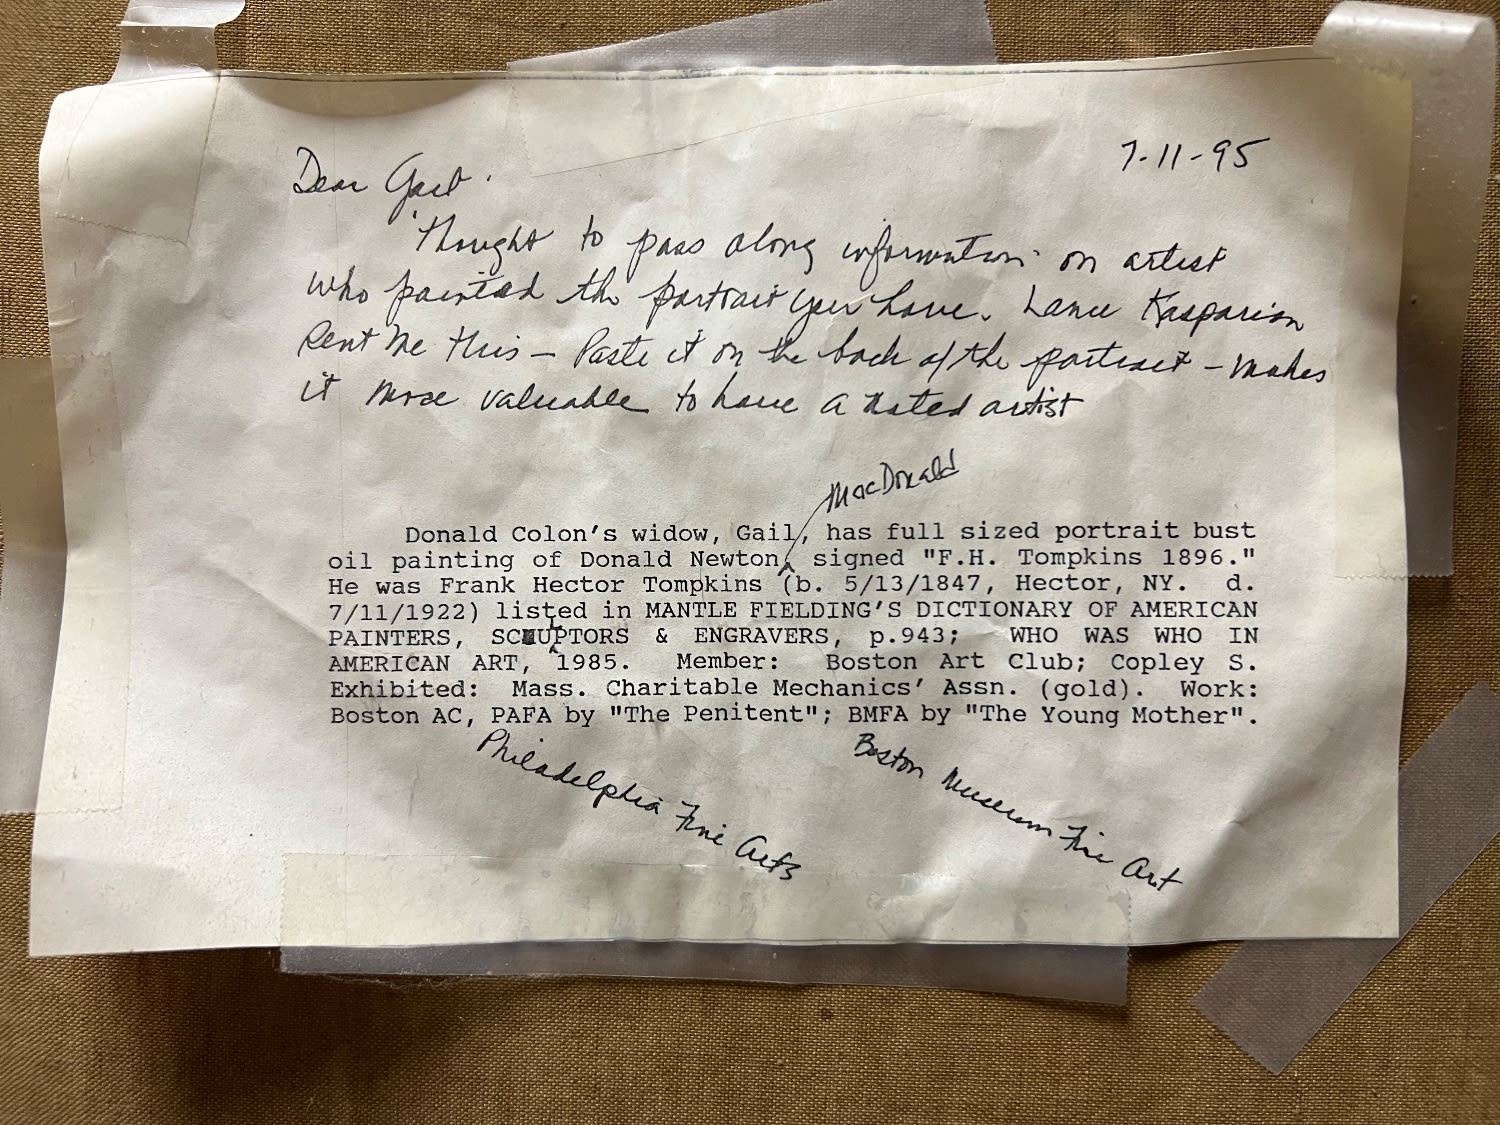 7-11-95
Dear Gail.
Thought to pass along information on artist
who painted the portrait you have. Lance Kasparian
sent me this - Paste it on the back of the portrait - makes
it more valuable to have a noted artist
MacDonald
Donald Colon's widow, Gail, has full sized portrait bust
oil painting of Donald Newton, signed "F.H. Tompkins 1896."
He was Frank Hector Tompkins (b. 5/13/1847, Hector, NY. d.
7/11/1922) listed in MANTLE FIELDING'S DICTIONARY OF AMERICAN
PAINTERS, SCULPTORS & ENGRAVERS, p.943; WHO WAS WHO IN
AMERICAN ART, 1985. Member: Boston Art Club; Copley S.
Exhibited: Mass. Charitable Mechanics' Assn. (gold). Work:
Boston AC, PAFA by "The Penitent"; BMFA by "The Young Mother".
Philadelphia Fine Arts
Boston Museum Fine Art